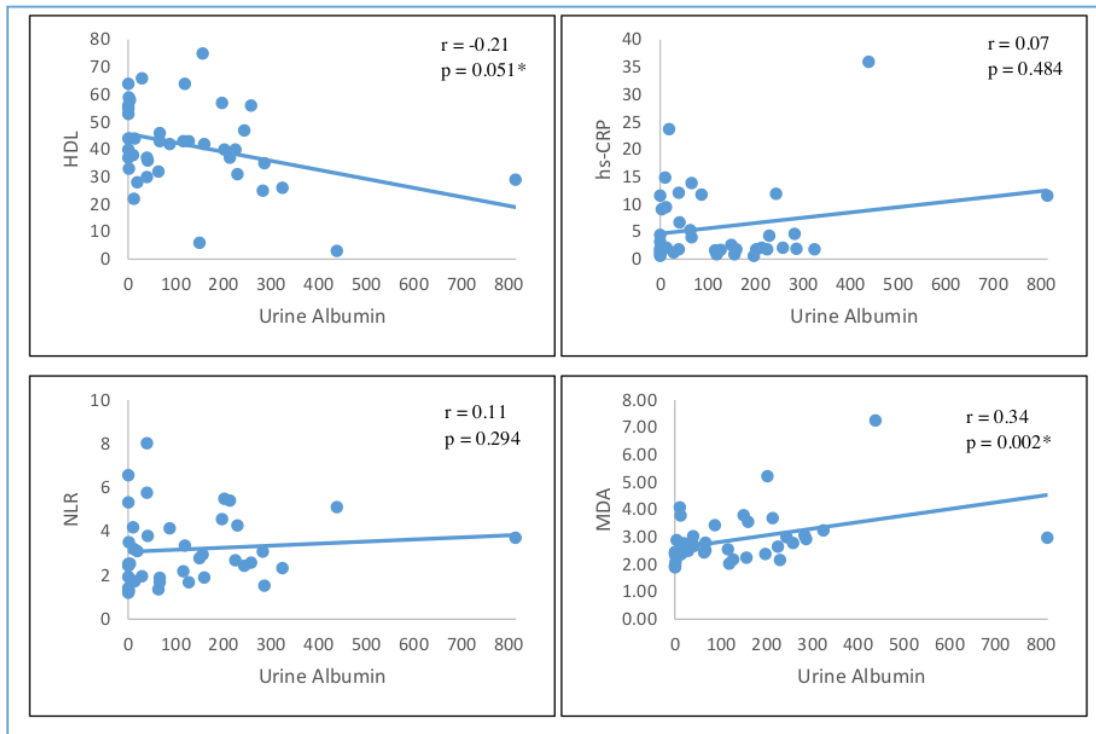 r = -0.21
p = 0.051*
HDL
80
70
60
50
40
30
20
10
0
0 100 200 300 400 500 600 700 800
Urine Albumin
r = 0.07
p = 0.484
hs-CRP
40
35
30
25
20
15
10
5
0
0 100 200 300 400 500 600 700 800
Urine Albumin
r = 0.11
p = 0.294
NLR
10
8
6
4
2
0
0 100 200 300 400 500 600 700 800
Urine Albumin
r = 0.34
p = 0.002*
MDA
8.00
7.00
6.00
5.00
4.00
3.00
2.00
1.00
0.00
0 100 200 300 400 500 600 700 800
Urine Albumin